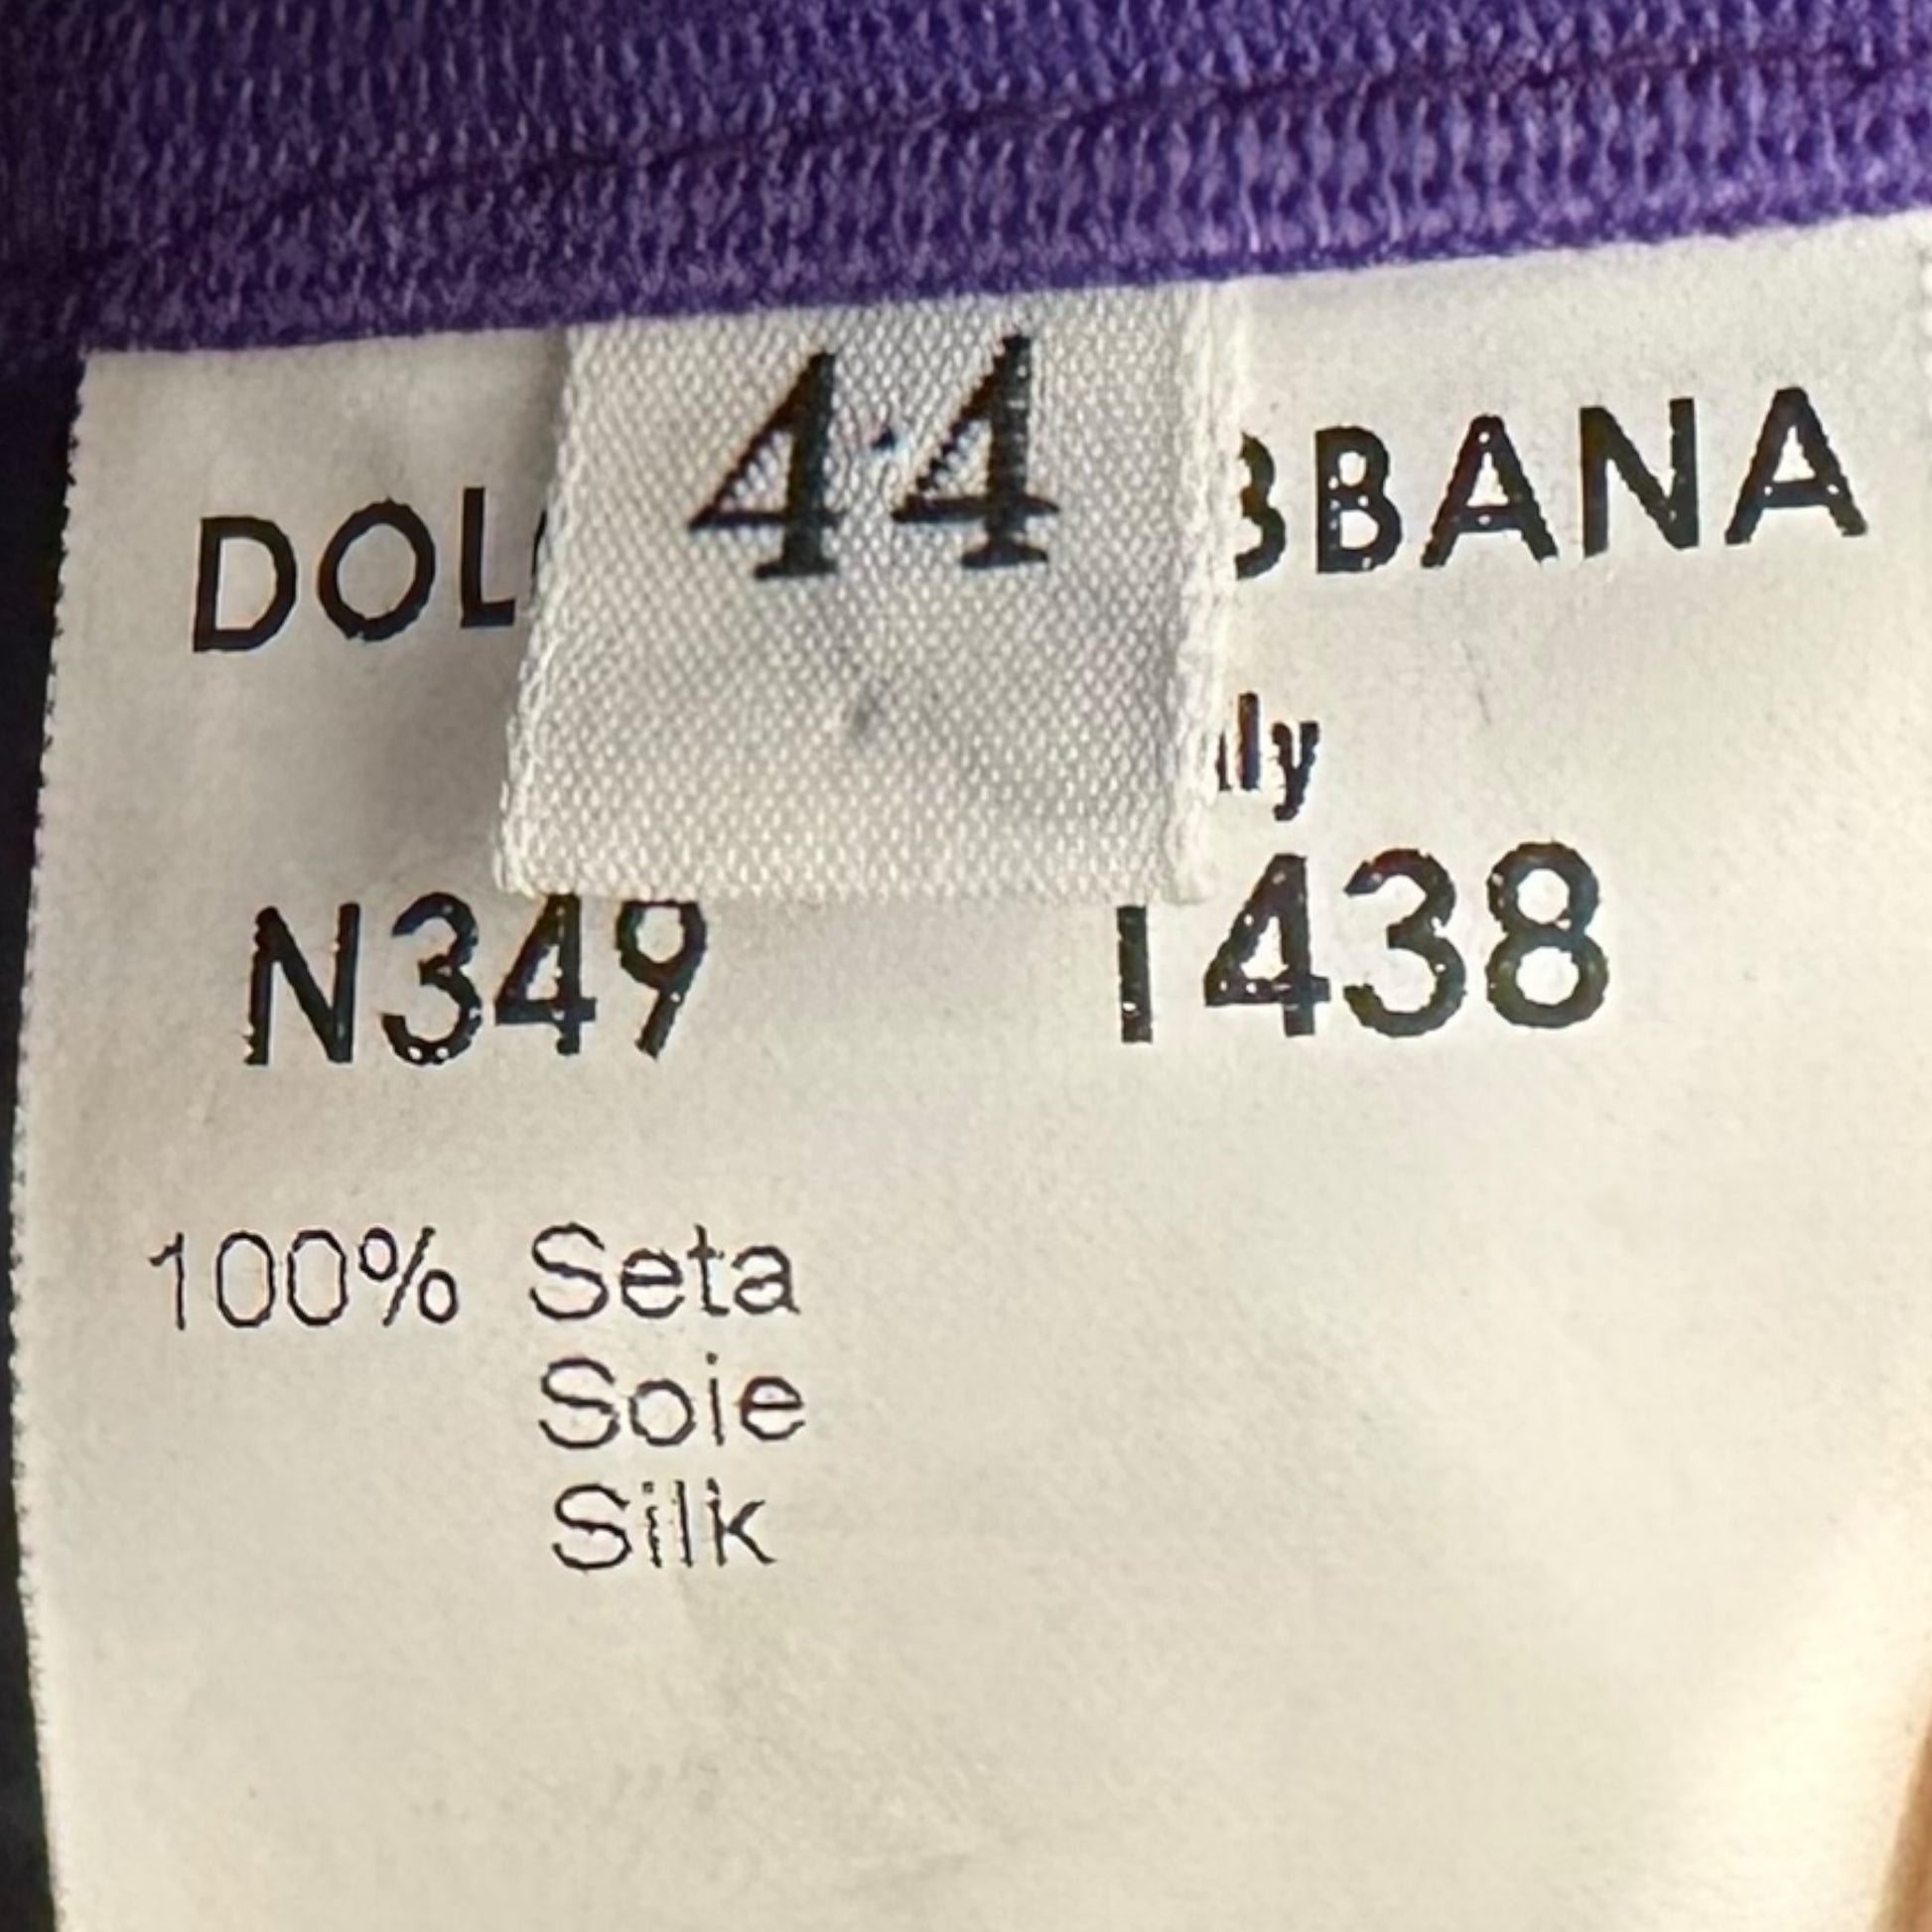 44
DOL BBANA
ly
N349 1438
100% Seta
Soie
Silk